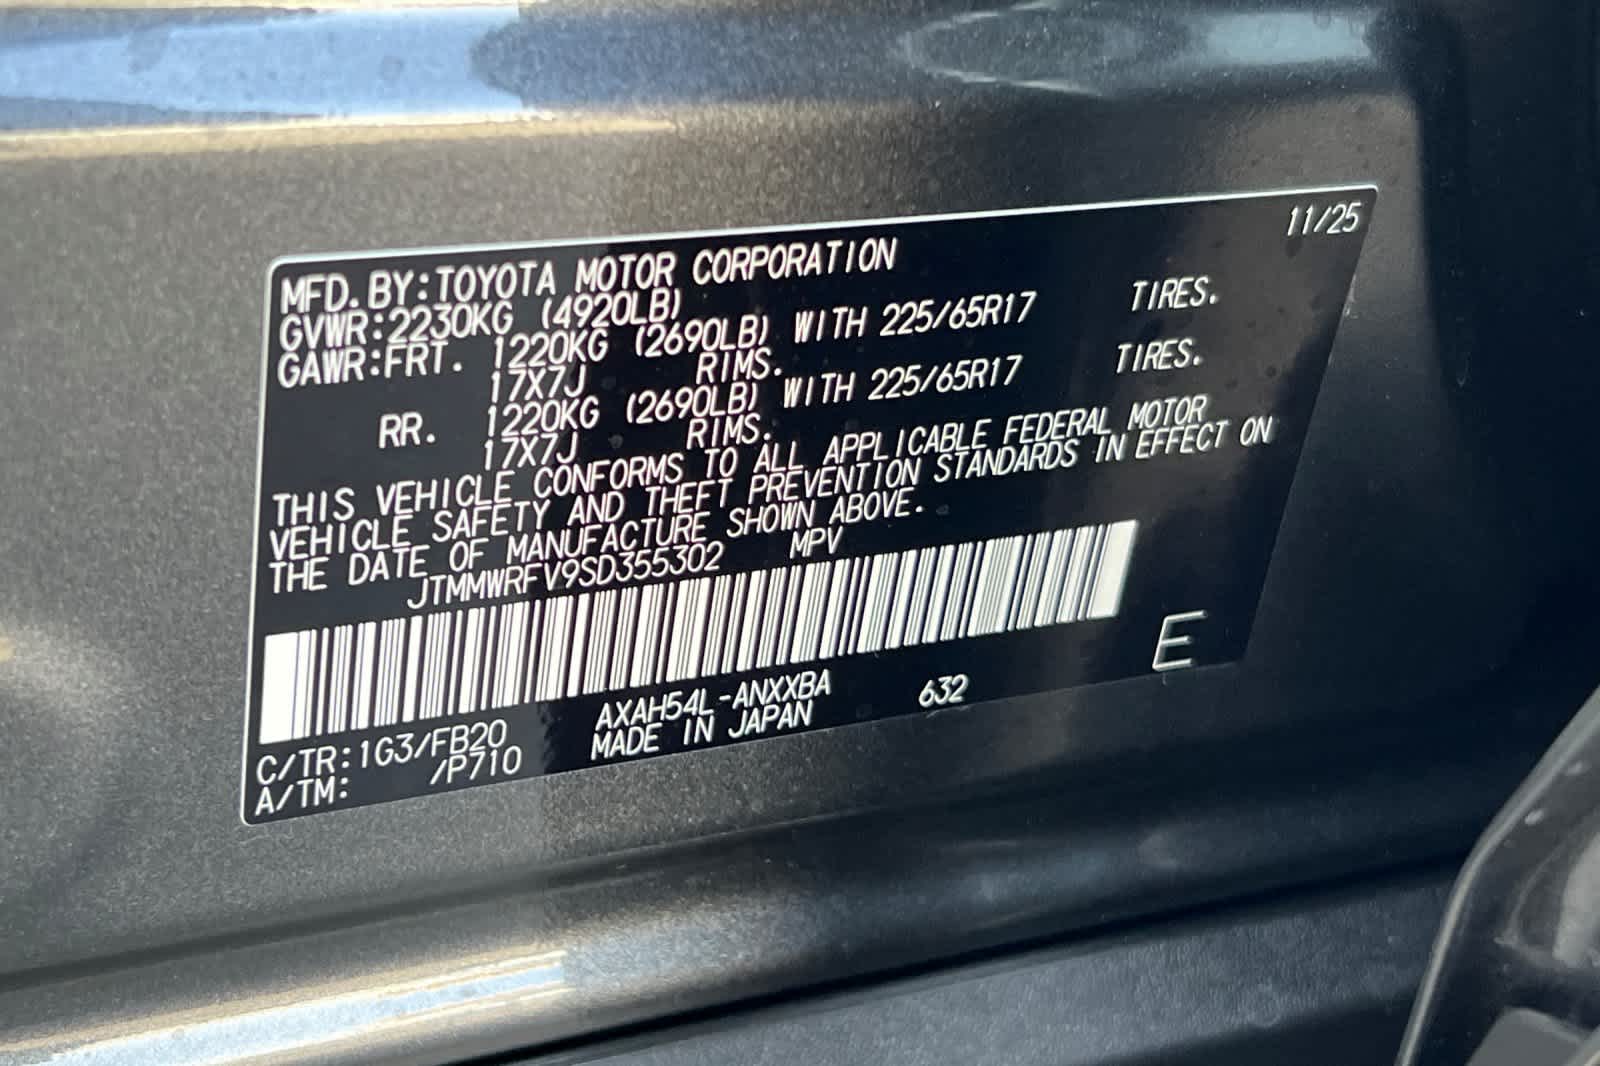 11/25
MFD. BY: TOYOTA MOTOR CORPORATION
GVWR: 2230KG (4920LB)
GAWR: FRT. 1220KG (2690LB) WITH 225/65R17 TIRES.
17X7J RIMS.
RR. 1220KG (2690LB) WITH 225/65R17 TIRES.
17X7J RIMS.
THIS VEHICLE CONFORMS TO ALL APPLICABLE FEDERAL MOTOR
VEHICLE SAFETY AND THEFT PREVENTION STANDARDS IN EFFECT ON
THE DATE OF MANUFACTURE SHOWN ABOVE.
JTMMWRFV9SD355302 MPV
E
C/TR: 1G3/FB20 AXAH54L-ANXXBA 632
A/TM: /P710 MADE IN JAPAN